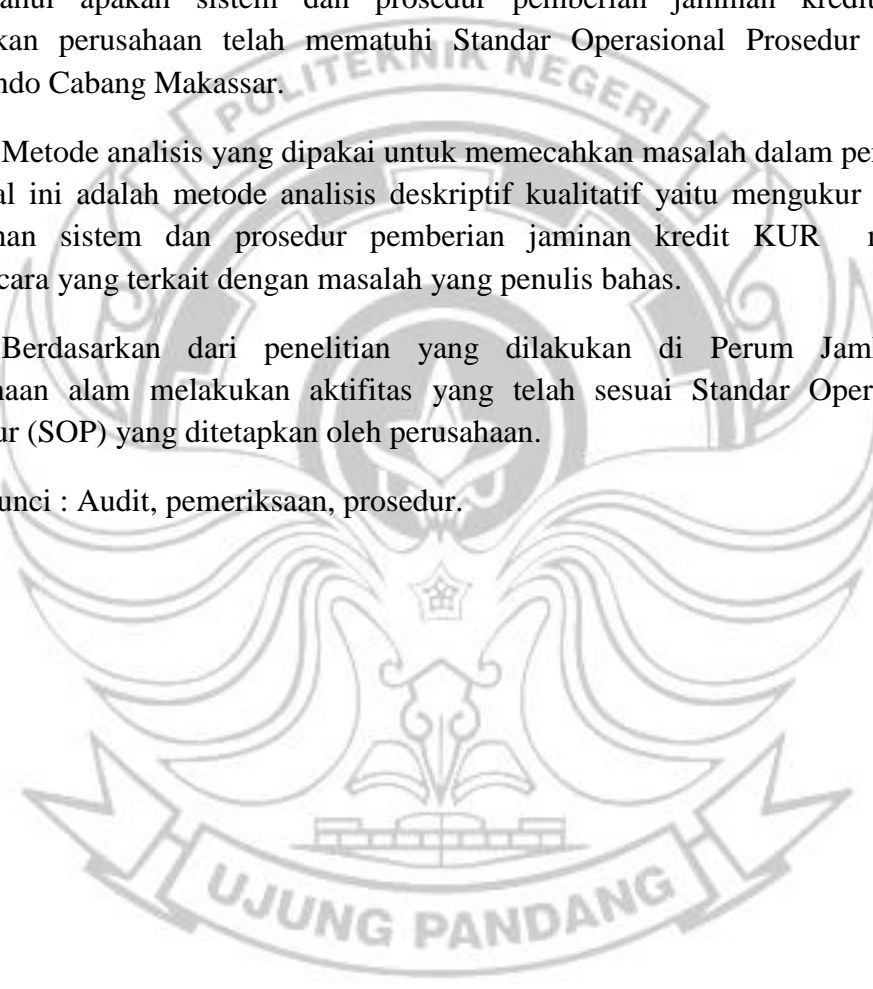 apakah sistem dan prosedur pemberian jaminan kredit
kan perusahaan telah mematuhi Standar Operasional Prosedur
ndo Cabang Makassar.
Metode analisis yang dipakai untuk memecahkan masalah dalam pe
al ini adalah metode analisis deskriptif kualitatif yaitu mengukur
nan sistem dan prosedur pemberian jaminan kredit KUR
cara yang terkait dengan masalah yang penulis bahas.
Berdasarkan dari penelitian yang dilakukan di Perum Jam
naan alam melakukan aktifitas yang telah sesuai Standar Oper
ur (SOP) yang ditetapkan oleh perusahaan.
unci : Audit, pemeriksaan, prosedur.
POLITEKNIK NEGERI
UJUNG PANDANG